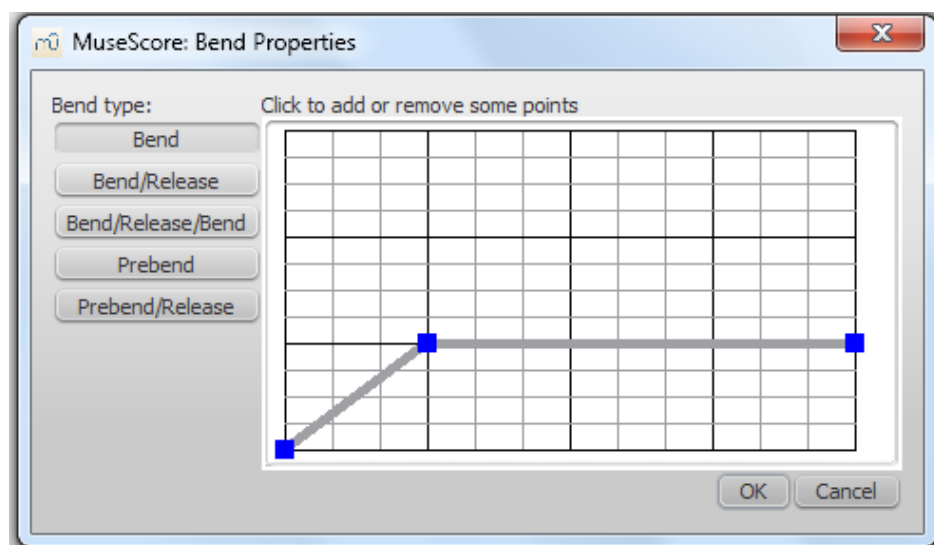 MuseScore: Bend Properties
Bend type:
Click to add or remove some points
Bend
Bend/Release
Bend/Release/Bend
Prebend
Prebend/Release
OK
Cancel